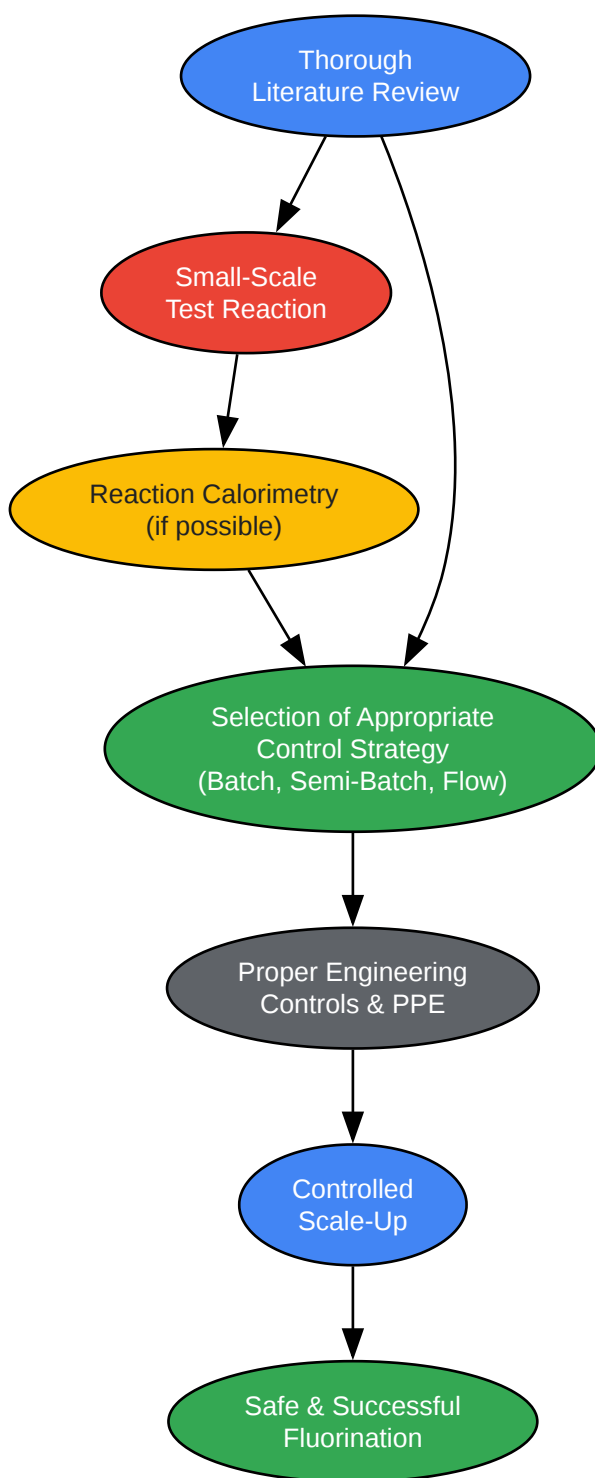 Thorough
Literature Review
Small-Scale
Test Reaction
Reaction Calorimetry
(if possible)
Selection of Appropriate
Control Strategy
(Batch, Semi-Batch, Flow)
Proper Engineering
Controls & PPE
Controlled
Scale-Up
Safe & Successful
Fluorination